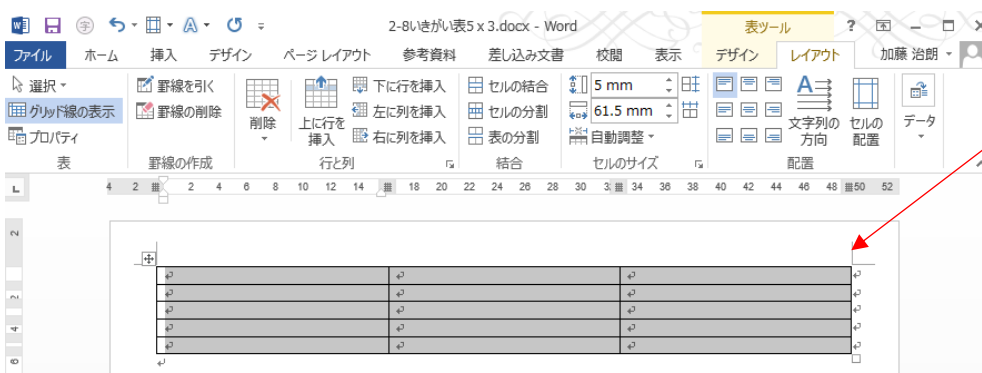 2-8いきがい表5 x 3.docx - Word
表ツール
?
ファイル ホーム 挿入 デザイン ページ レイアウト 参考資料 差し込み文書 校閲 表示 デザイン レイアウト 加藤 治朗
選択
グリッド線の表示
プロパティ
表
罫線を引く
罫線の削除
罫線の作成
削除
上に行を
挿入
下に行を挿入
左に列を挿入
右に列を挿入
行と列
セルの結合
セルの分割
表の分割
結合
5 mm
61.5 mm
自動調整
セルのサイズ
文字列の
方向
セルの
配置
配置
データ
4 2 2 4 6 8 10 12 14 18 20 22 24 26 28 30 3 34 36 38 40 42 44 46 48 50 52
2
2
4
6